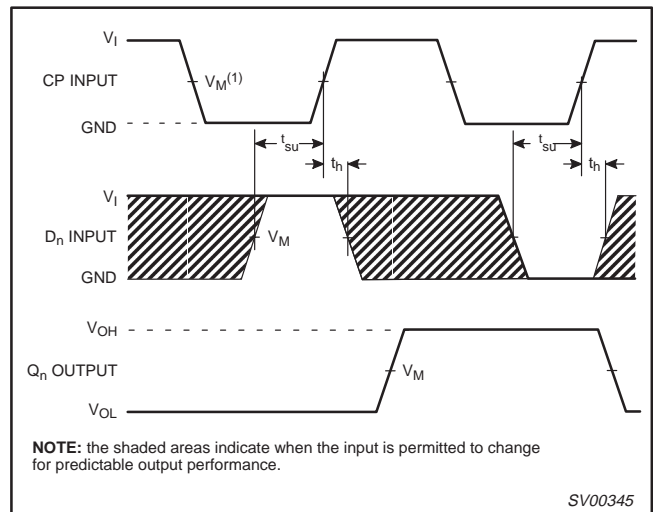 V_I
CP INPUT
V_M(1)
GND
t_su
t_h
t_su
t_h
V_I
D_n INPUT
V_M
GND
V_OH
Q_n OUTPUT
V_M
V_OL
NOTE: the shaded areas indicate when the input is permitted to change
for predictable output performance.
SV00345